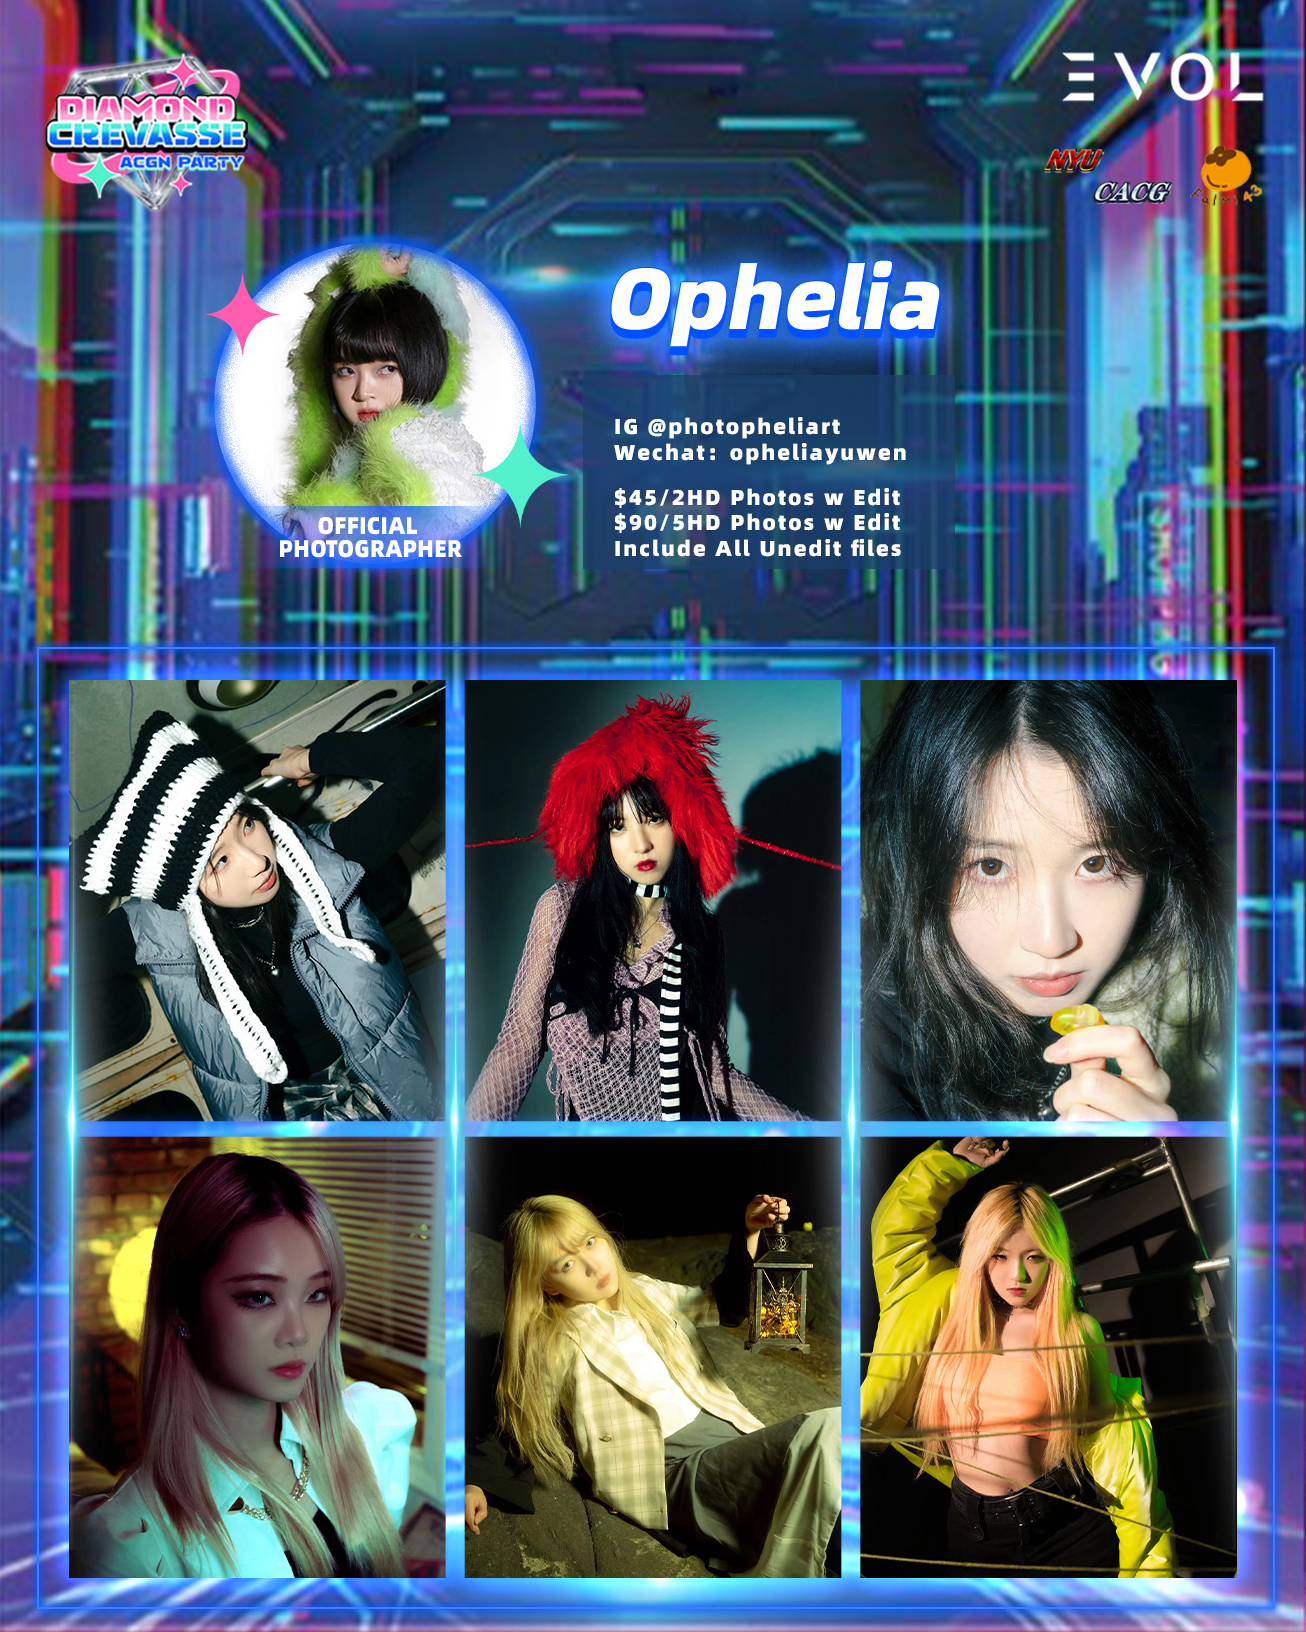 DIAMOND
CREVASSE
ACGN PARTY
EVOL
NYU
CACG
Ophelia
IG @photopheliart
Wechat：opheliayuwen
$45/2HD Photos w Edit
$90/5HD Photos w Edit
Include All Unedit files
OFFICIAL
PHOTOGRAPHER